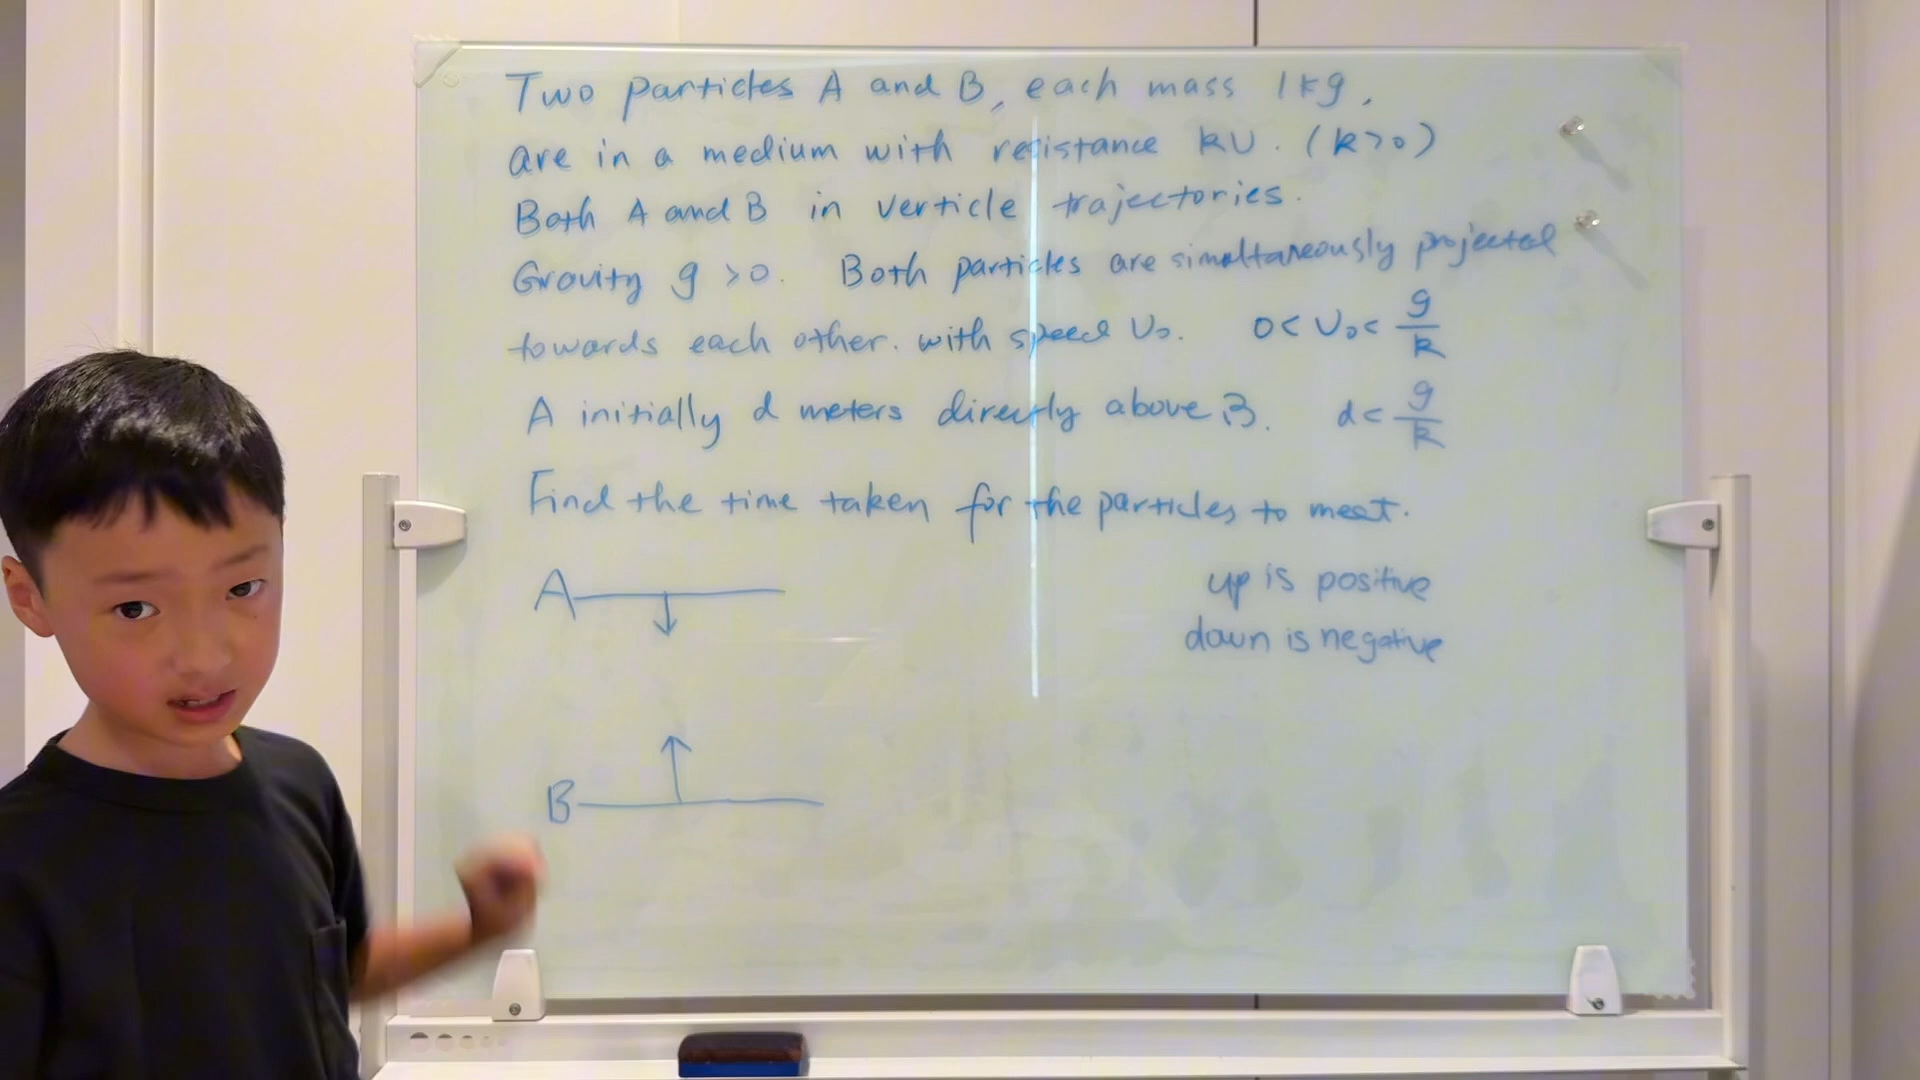 Two particles A and B, each mass 1kg,
are in a medium with resistance kv. (k>0)
Both A and B in verticle trajectories.
Gravity g >0. Both particles are simultaneously projected
towards each other. with speed U₀. 0< U₀< g/k
A initially d meters directly above B. d< g/k
Find the time taken for the particles to meet.
A
up is positive
down is negative
B